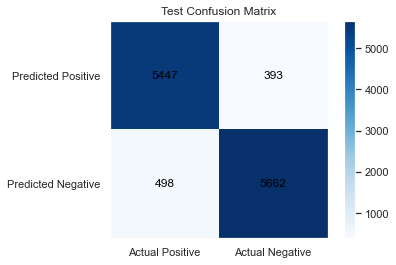 Test Confusion Matrix
Predicted Positive 5447 393
Predicted Negative 498 5662
Actual Positive Actual Negative
5000
4000
3000
2000
1000